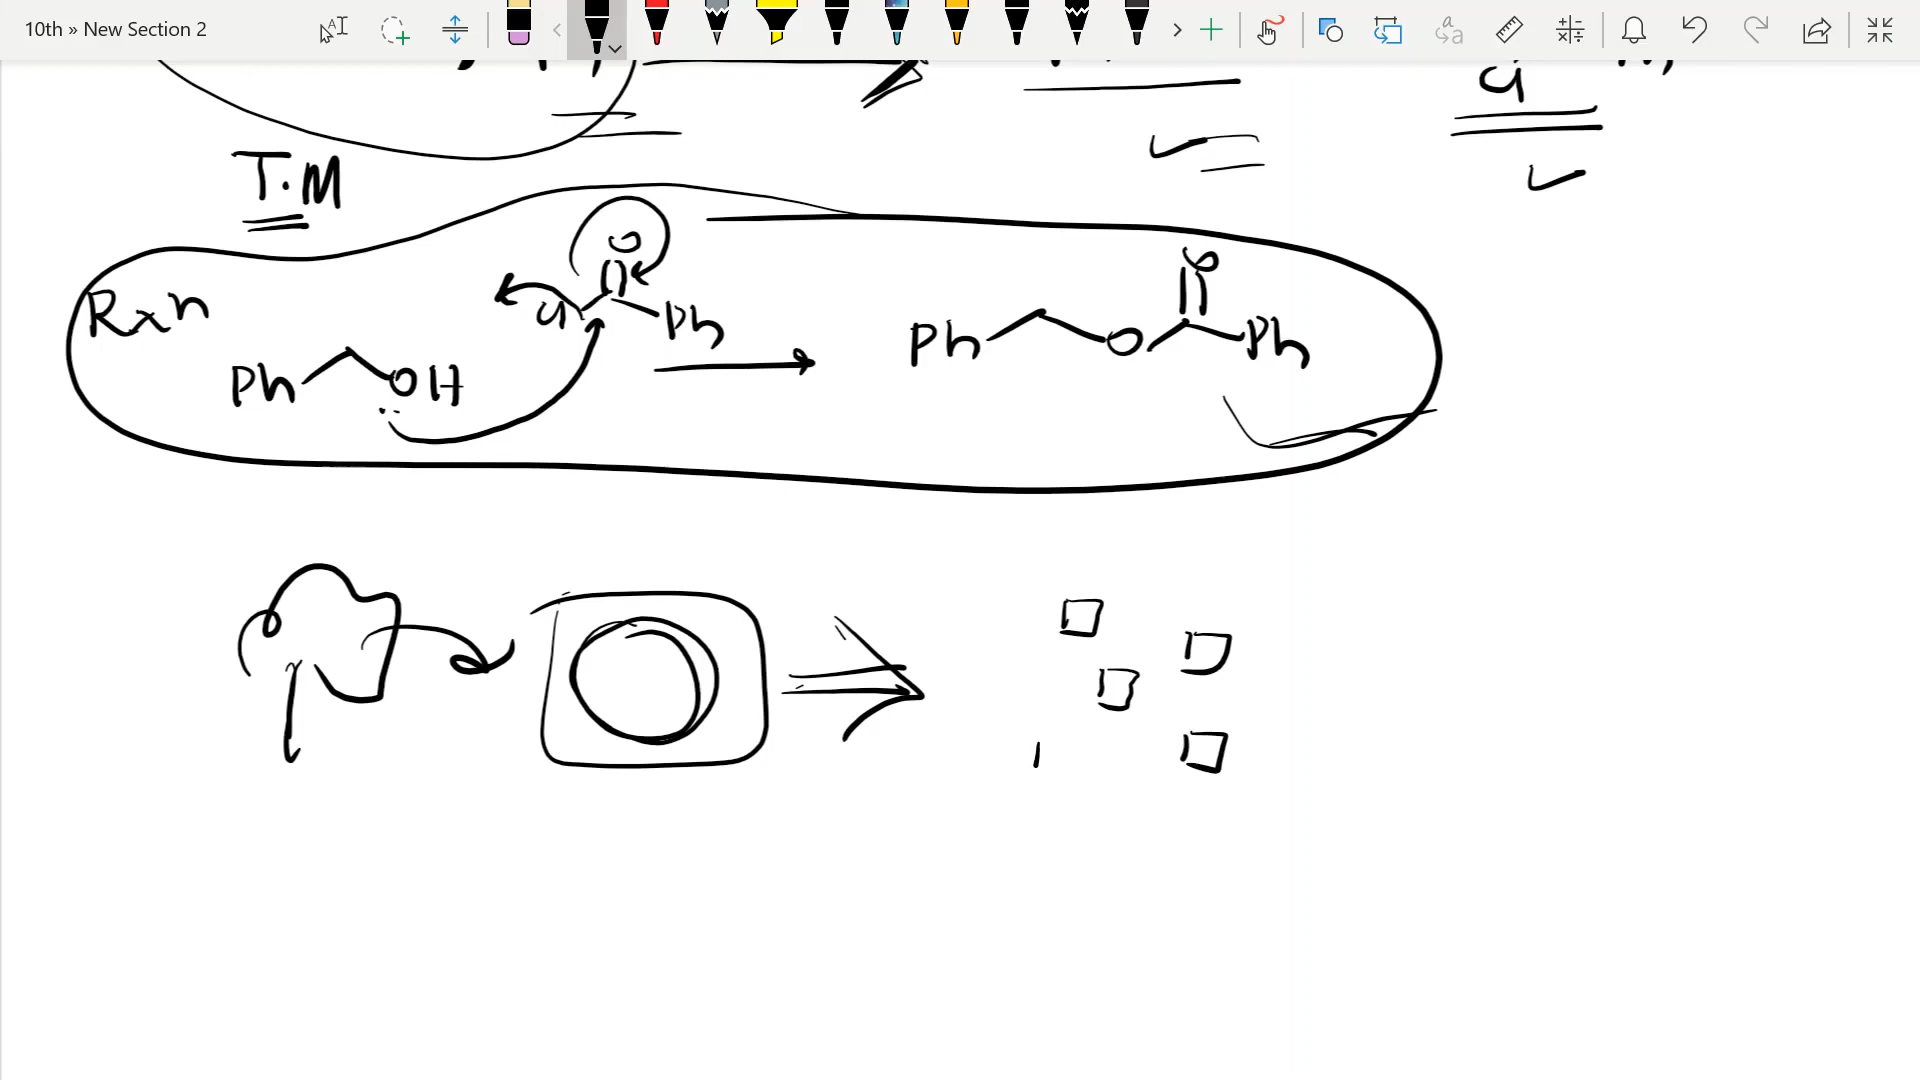 10th » New Section 2
T.M
Rxn
O
Cl
Ph
Ph OH
O
Ph O Ph